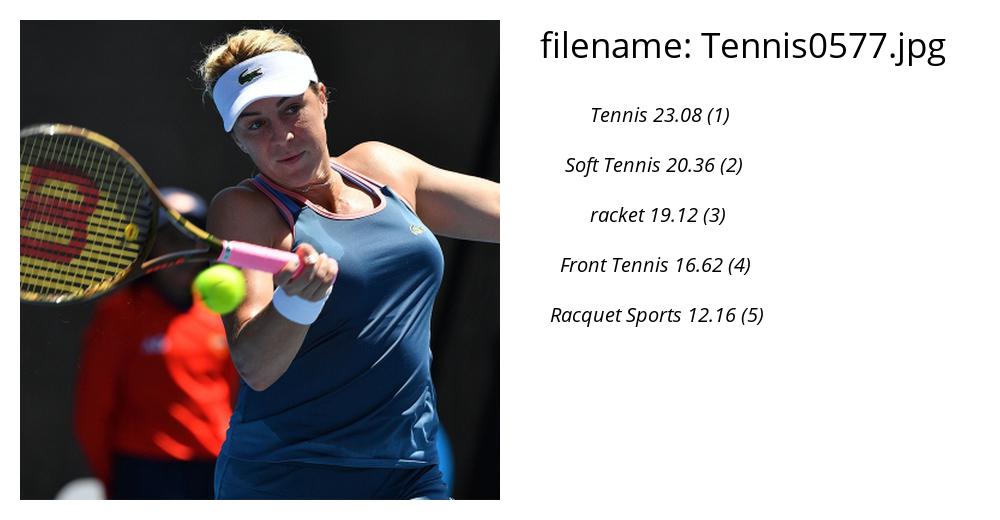 filename: Tennis0577.jpg
Tennis 23.08 (1)
Soft Tennis 20.36 (2)
racket 19.12 (3)
Front Tennis 16.62 (4)
Racquet Sports 12.16 (5)